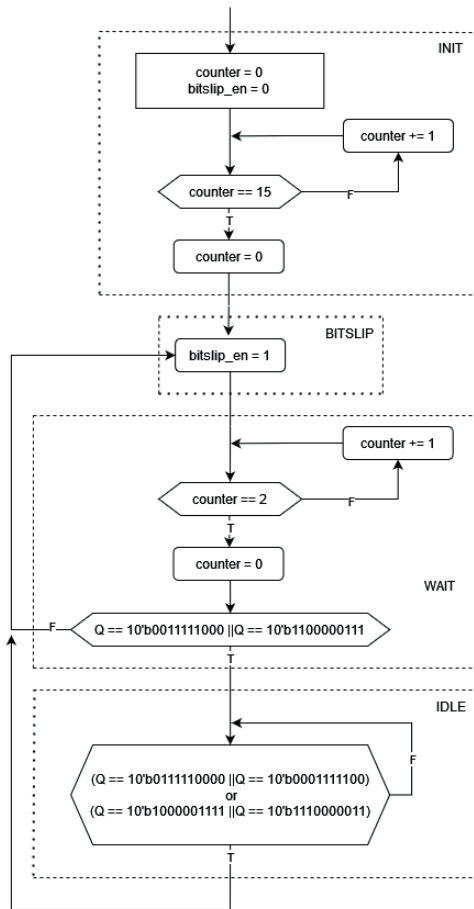 INIT
counter = 0
bitslip_en = 0
counter += 1
counter == 15
F
T
counter = 0
BITSLIP
bitslip_en = 1
counter += 1
counter == 2
F
T
counter = 0
WAIT
F
Q == 10'b0011111000 ||Q == 10'b1100000111
T
IDLE
F
(Q == 10'b0111110000 ||Q == 10'b0001111100)
or
(Q == 10'b1000001111 ||Q == 10'b1110000011)
T